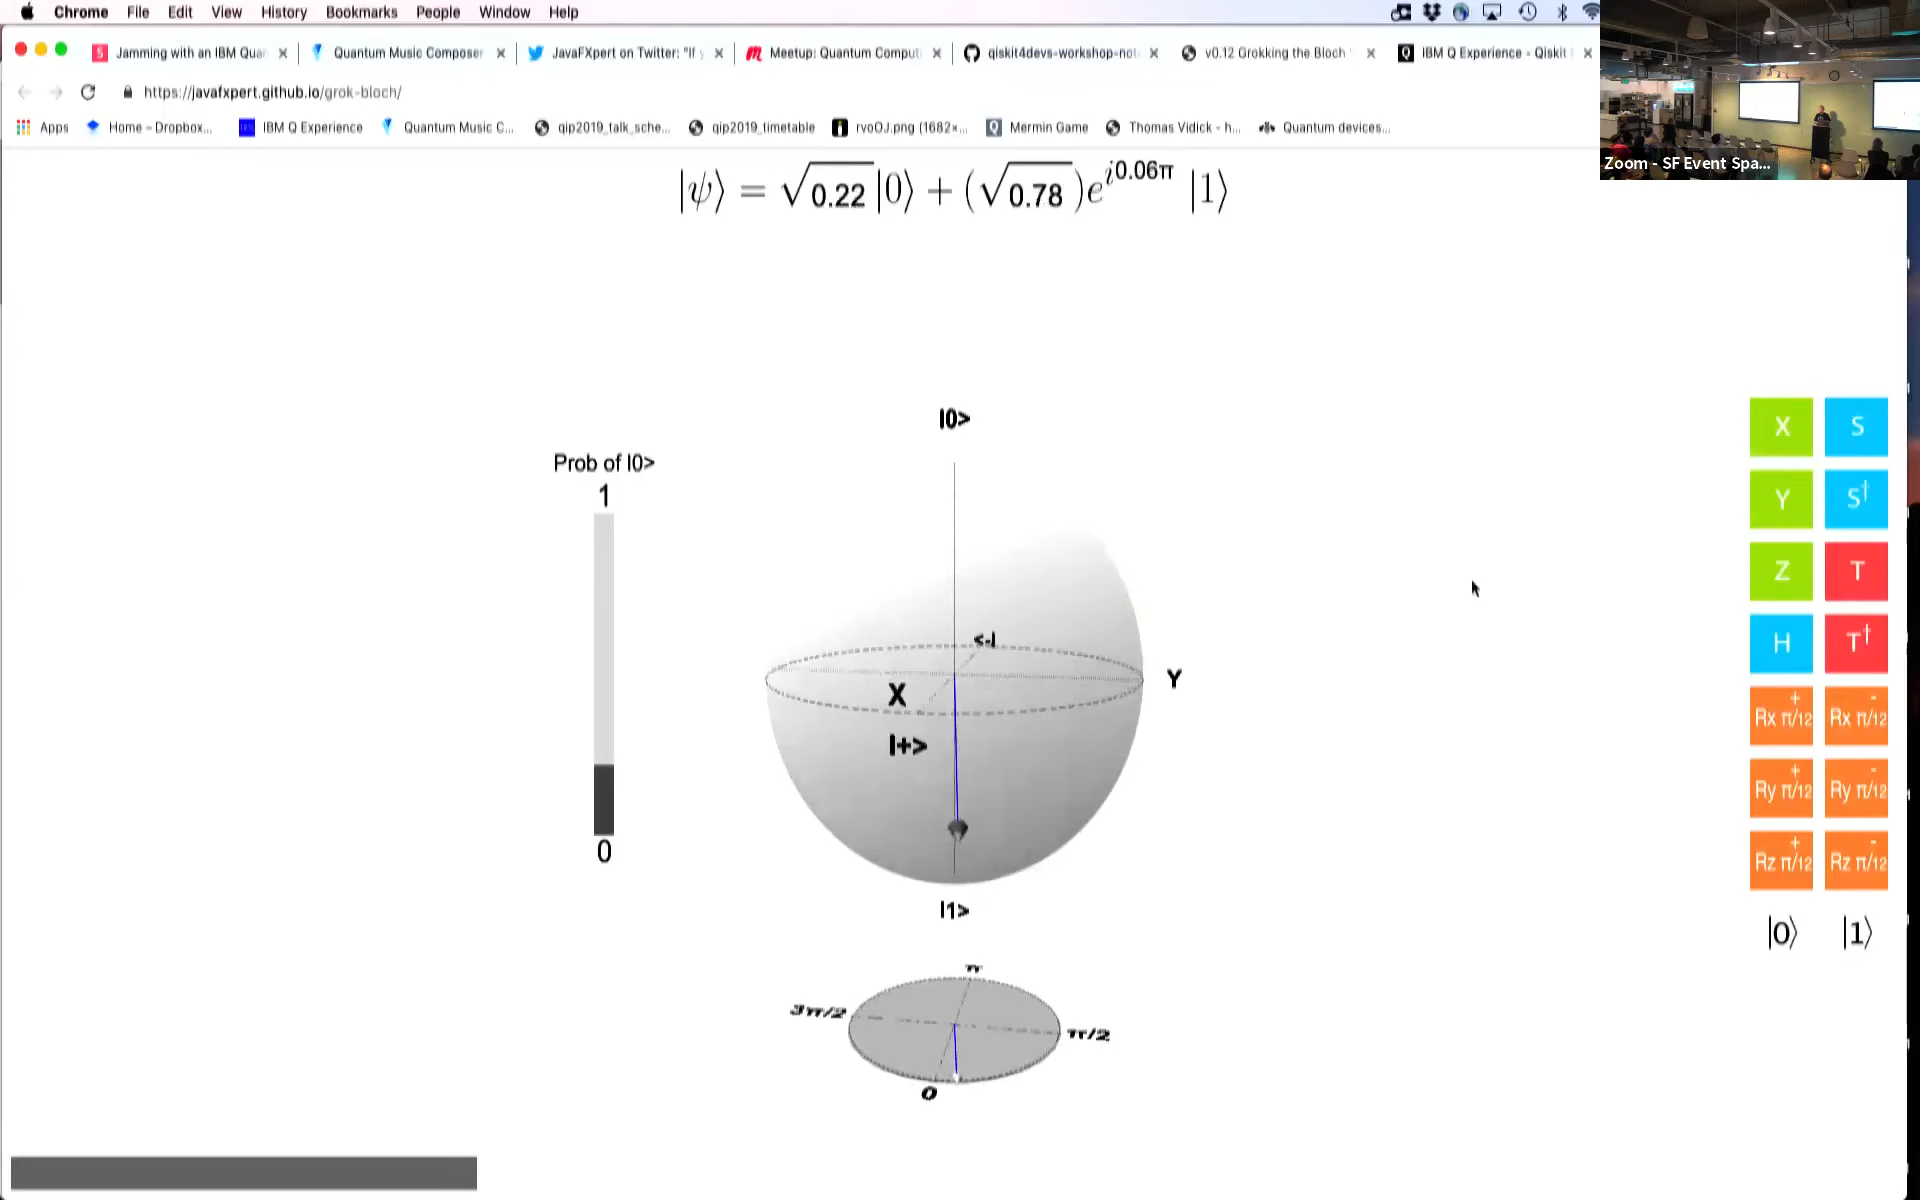 Chrome File Edit View History Bookmarks People Window Help
Jamming with an IBM Quan
Quantum Music Composer
JavaFXpert on Twitter: "If y
Meetup: Quantum Computi
qiskit4devs-workshop-not
v0.12 Grokking the Bloch
IBM Q Experience - Qiskit
https://javafxpert.github.io/grok-bloch/
Apps
Home – Dropbox...
IBM Q Experience
Quantum Music C...
qip2019_talk_sche...
qip2019_timetable
rvoOJ.png (1682×...
Mermin Game
Thomas Vidick - h...
Quantum devices...
Zoom - SF Event Spa...
|ψ⟩ = √0.22 |0⟩ + (√0.78 )e^{i0.06π} |1⟩
|0>
Prob of |0>
1
0
<-|
X
Y
|+>
|1>
π
3π/2
π/2
0
X S
Y S†
Z T
H T†
Rx π/12 + Rx π/12 -
Ry π/12 + Ry π/12 -
Rz π/12 + Rz π/12 -
|0⟩ |1⟩